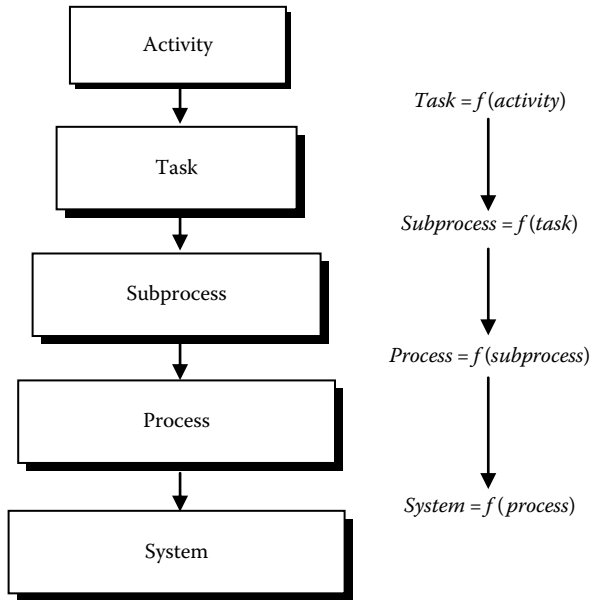 Activity
Task
Subprocess
Process
System
Task = f (activity)
Subprocess = f (task)
Process = f (subprocess)
System = f (process)